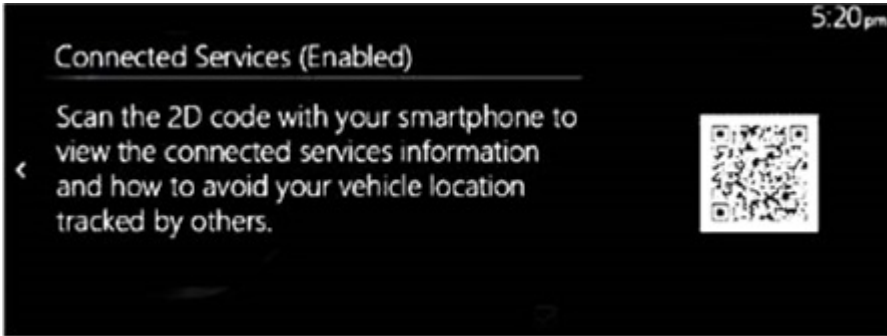 5:20pm
Connected Services (Enabled)
Scan the 2D code with your smartphone to
view the connected services information
and how to avoid your vehicle location
tracked by others.